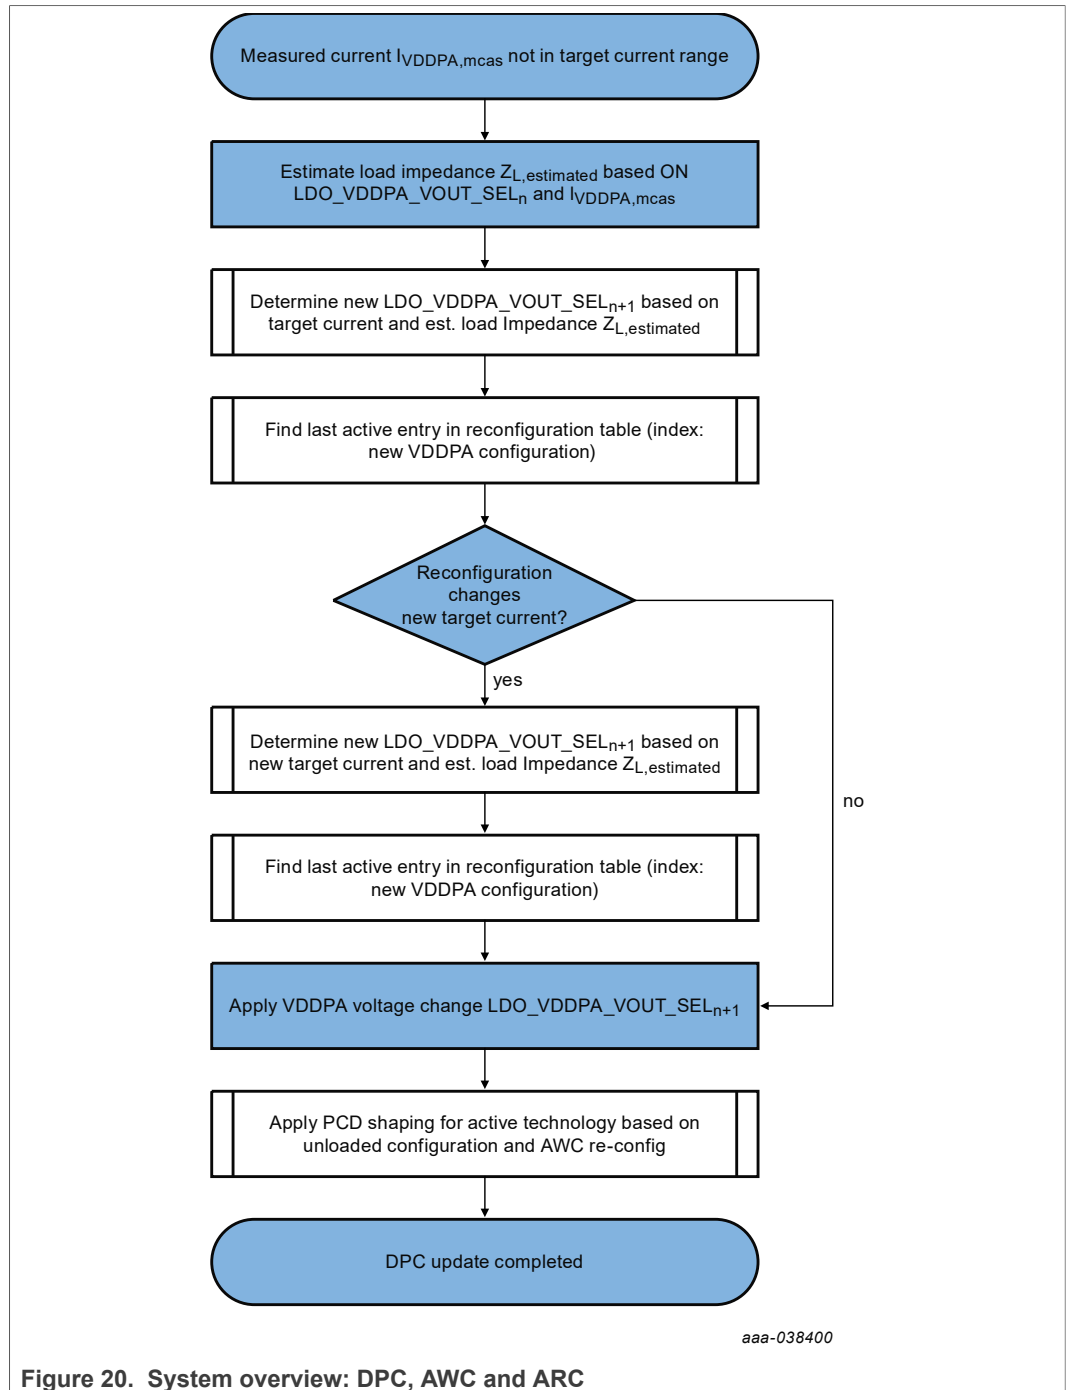 Measured current IVDDPA,mcas not in target current range
Estimate load impedance ZL,estimated based ON
LDO_VDDPA_VOUT_SELn and IVDDPA,mcas
Determine new LDO_VDDPA_VOUT_SELn+1 based on
target current and est. load Impedance ZL,estimated
Find last active entry in reconfiguration table (index:
new VDDPA configuration)
Reconfiguration
changes
new target current?
yes
Determine new LDO_VDDPA_VOUT_SELn+1 based on
new target current and est. load Impedance ZL,estimated
no
Find last active entry in reconfiguration table (index:
new VDDPA configuration)
Apply VDDPA voltage change LDO_VDDPA_VOUT_SELn+1
Apply PCD shaping for active technology based on
unloaded configuration and AWC re-config
DPC update completed
aaa-038400
Figure 20. System overview: DPC, AWC and ARC